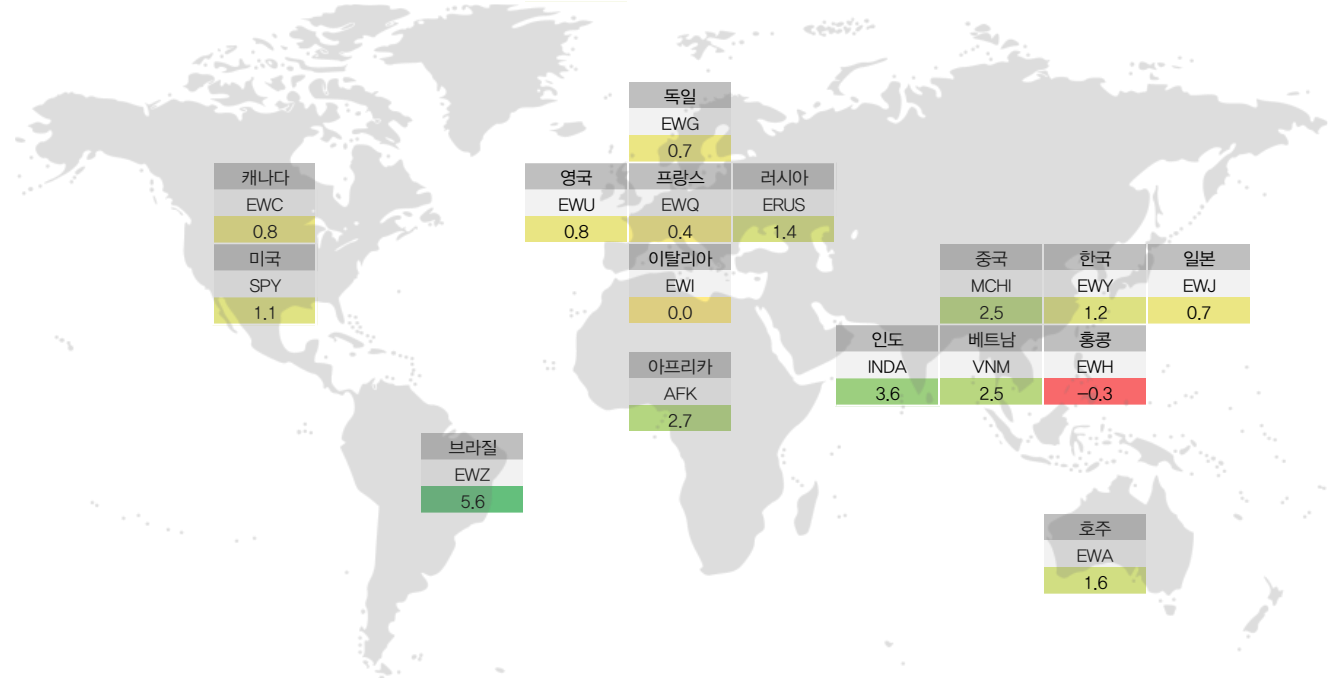 독일
EWG
0.7
캐나다
EWC
0.8
영국
EWU
0.8
프랑스
EWQ
0.4
러시아
ERUS
1.4
미국
SPY
1.1
이탈리아
EWI
0.0
중국
MCHI
2.5
한국
EWY
1.2
일본
EWJ
0.7
인도
INDA
3.6
베트남
VNM
2.5
홍콩
EWH
−0.3
아프리카
AFK
2.7
브라질
EWZ
5.6
호주
EWA
1.6